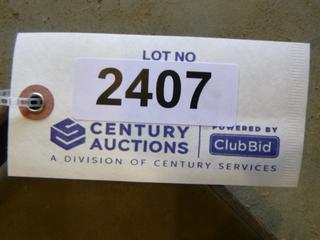 LOT NO
2407
CENTURY
AUCTIONS
POWERED BY
ClubBid
A DIVISION OF CENTURY SERVICES